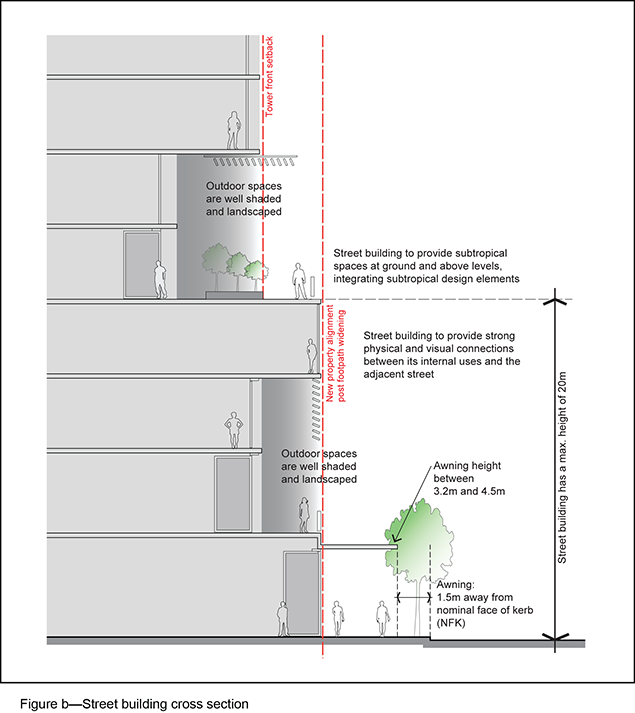 Tower front setback
Outdoor spaces
are well shaded
and landscaped
Street building to provide subtropical
spaces at ground and above levels,
integrating subtropical design elements
New property alignment
post footpath widening
Street building to provide strong
physical and visual connections
between its internal uses and the
adjacent street
Street building has a max. height of 20m
Outdoor spaces
are well shaded
and landscaped
Awning height
between
3.2m and 4.5m
Awning:
1.5m away from
nominal face of kerb
(NFK)
Figure b—Street building cross section